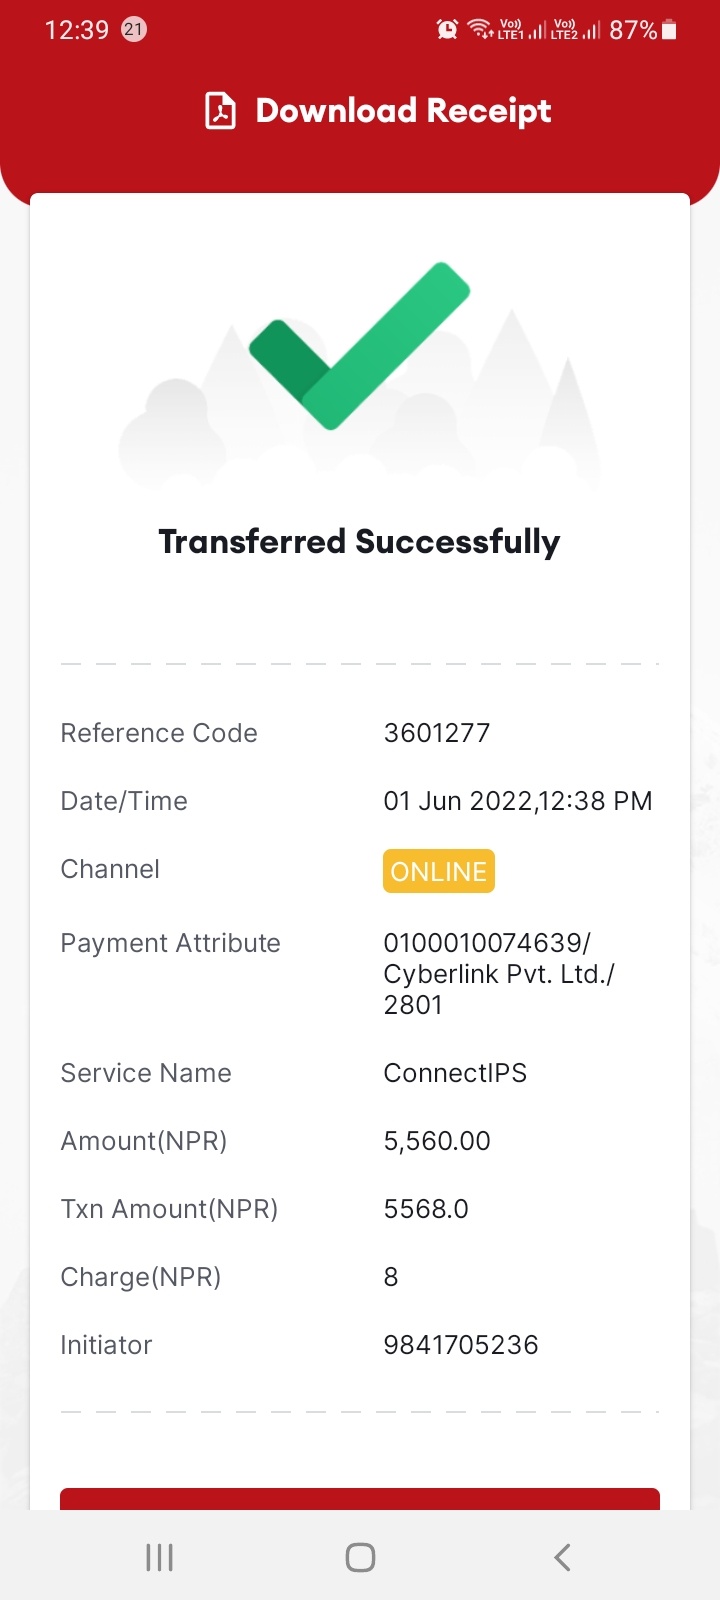 12:39 21 Vo)) LTE1 Vo)) LTE2 87%
Download Receipt
Transferred Successfully
Reference Code 3601277
Date/Time 01 Jun 2022,12:38 PM
Channel ONLINE
Payment Attribute 0100010074639/
Cyberlink Pvt. Ltd./
2801
Service Name ConnectIPS
Amount(NPR) 5,560.00
Txn Amount(NPR) 5568.0
Charge(NPR) 8
Initiator 9841705236